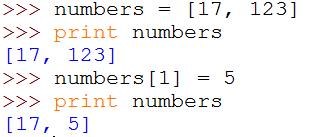 >>> numbers = [17, 123]
>>> print numbers
[17, 123]
>>> numbers[1] = 5
>>> print numbers
[17, 5]